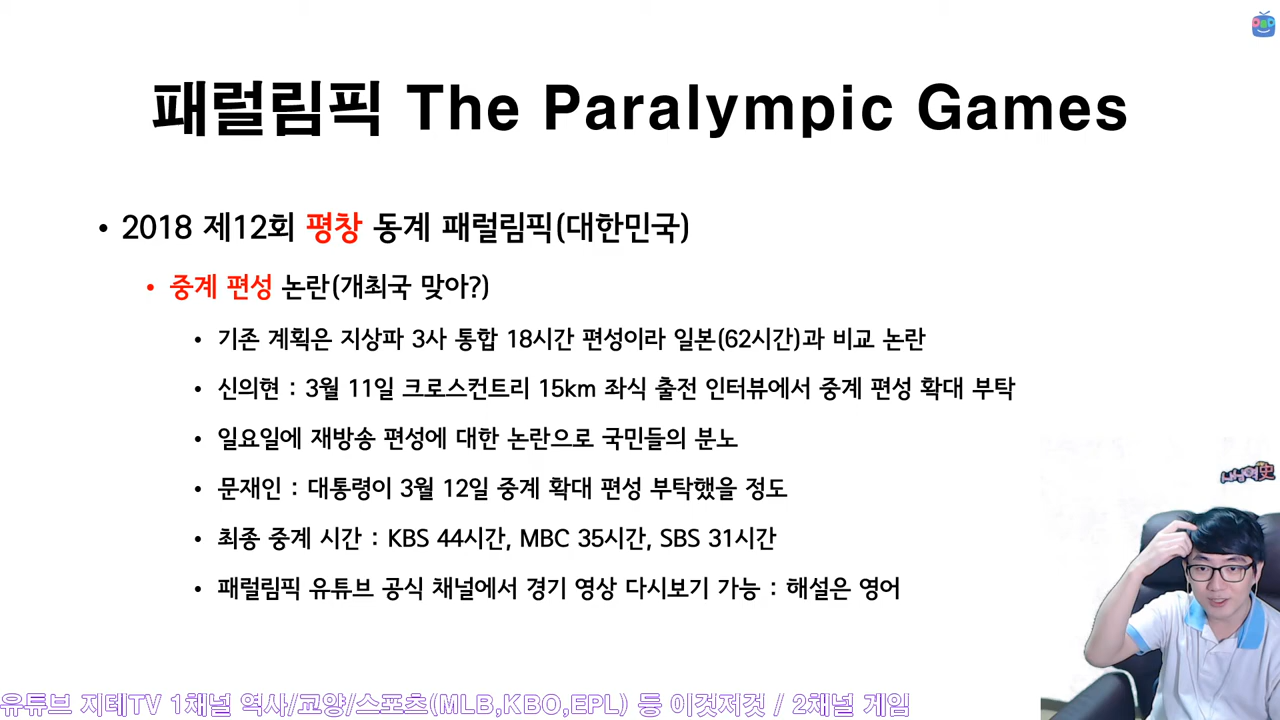 패럴림픽 The Paralympic Games
• 2018 제12회 평창 동계 패럴림픽(대한민국)
• 중계 편성 논란(개최국 맞아?)
• 기존 계획은 지상파 3사 통합 18시간 편성이라 일본(62시간)과 비교 논란
• 신의현 : 3월 11일 크로스컨트리 15km 좌식 출전 인터뷰에서 중계 편성 확대 부탁
• 일요일에 재방송 편성에 대한 논란으로 국민들의 분노
• 문재인 : 대통령이 3월 12일 중계 확대 편성 부탁했을 정도
• 최종 중계 시간 : KBS 44시간, MBC 35시간, SBS 31시간
• 패럴림픽 유튜브 공식 채널에서 경기 영상 다시보기 가능 : 해설은 영어
유튜브 지테TV 1채널 역사/교양/스포츠(MLB,KBO,EPL) 등 이것저것 / 2채널 게임